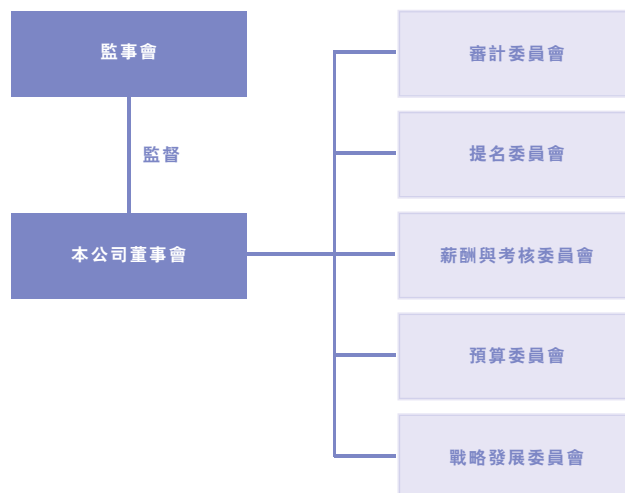 監事會
監督
本公司董事會
審計委員會
提名委員會
薪酬與考核委員會
預算委員會
戰略發展委員會